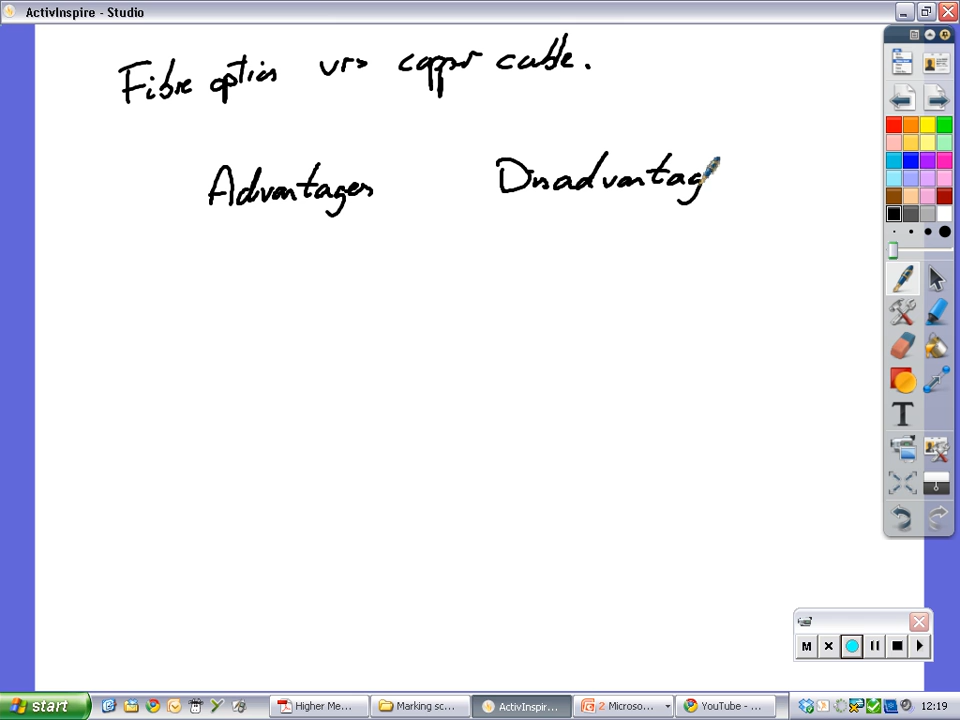 ActivInspire - Studio
Fibre optics vrs copper cable.
Advantages Disadvantag
T
M
start
Higher Me...
Marking sc...
ActivInspir...
2 Microso...
YouTube - ...
12:19